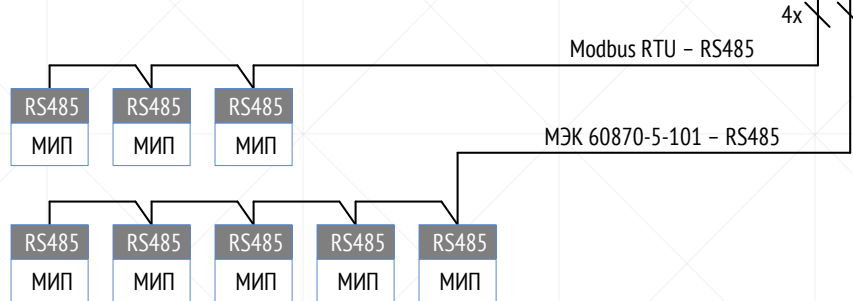 4x
Modbus RTU – RS485
RS485 RS485 RS485
МИП МИП МИП
МЭК 60870-5-101 – RS485
RS485 RS485 RS485 RS485 RS485
МИП МИП МИП МИП МИП